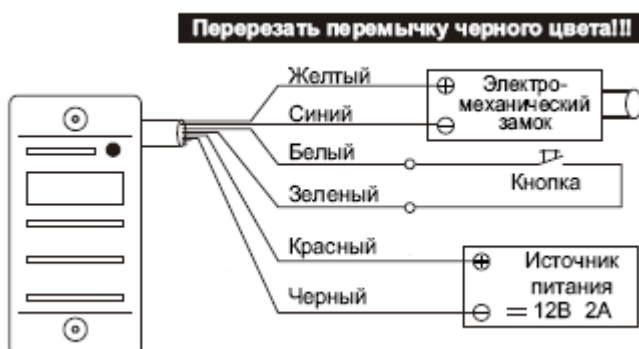 Перерезать перемычку черного цвета!!!
Желтый
Синий
Белый
Зеленый
Красный
Черный
Электро-
механический
замок
Кнопка
Источник
питания
12В 2А